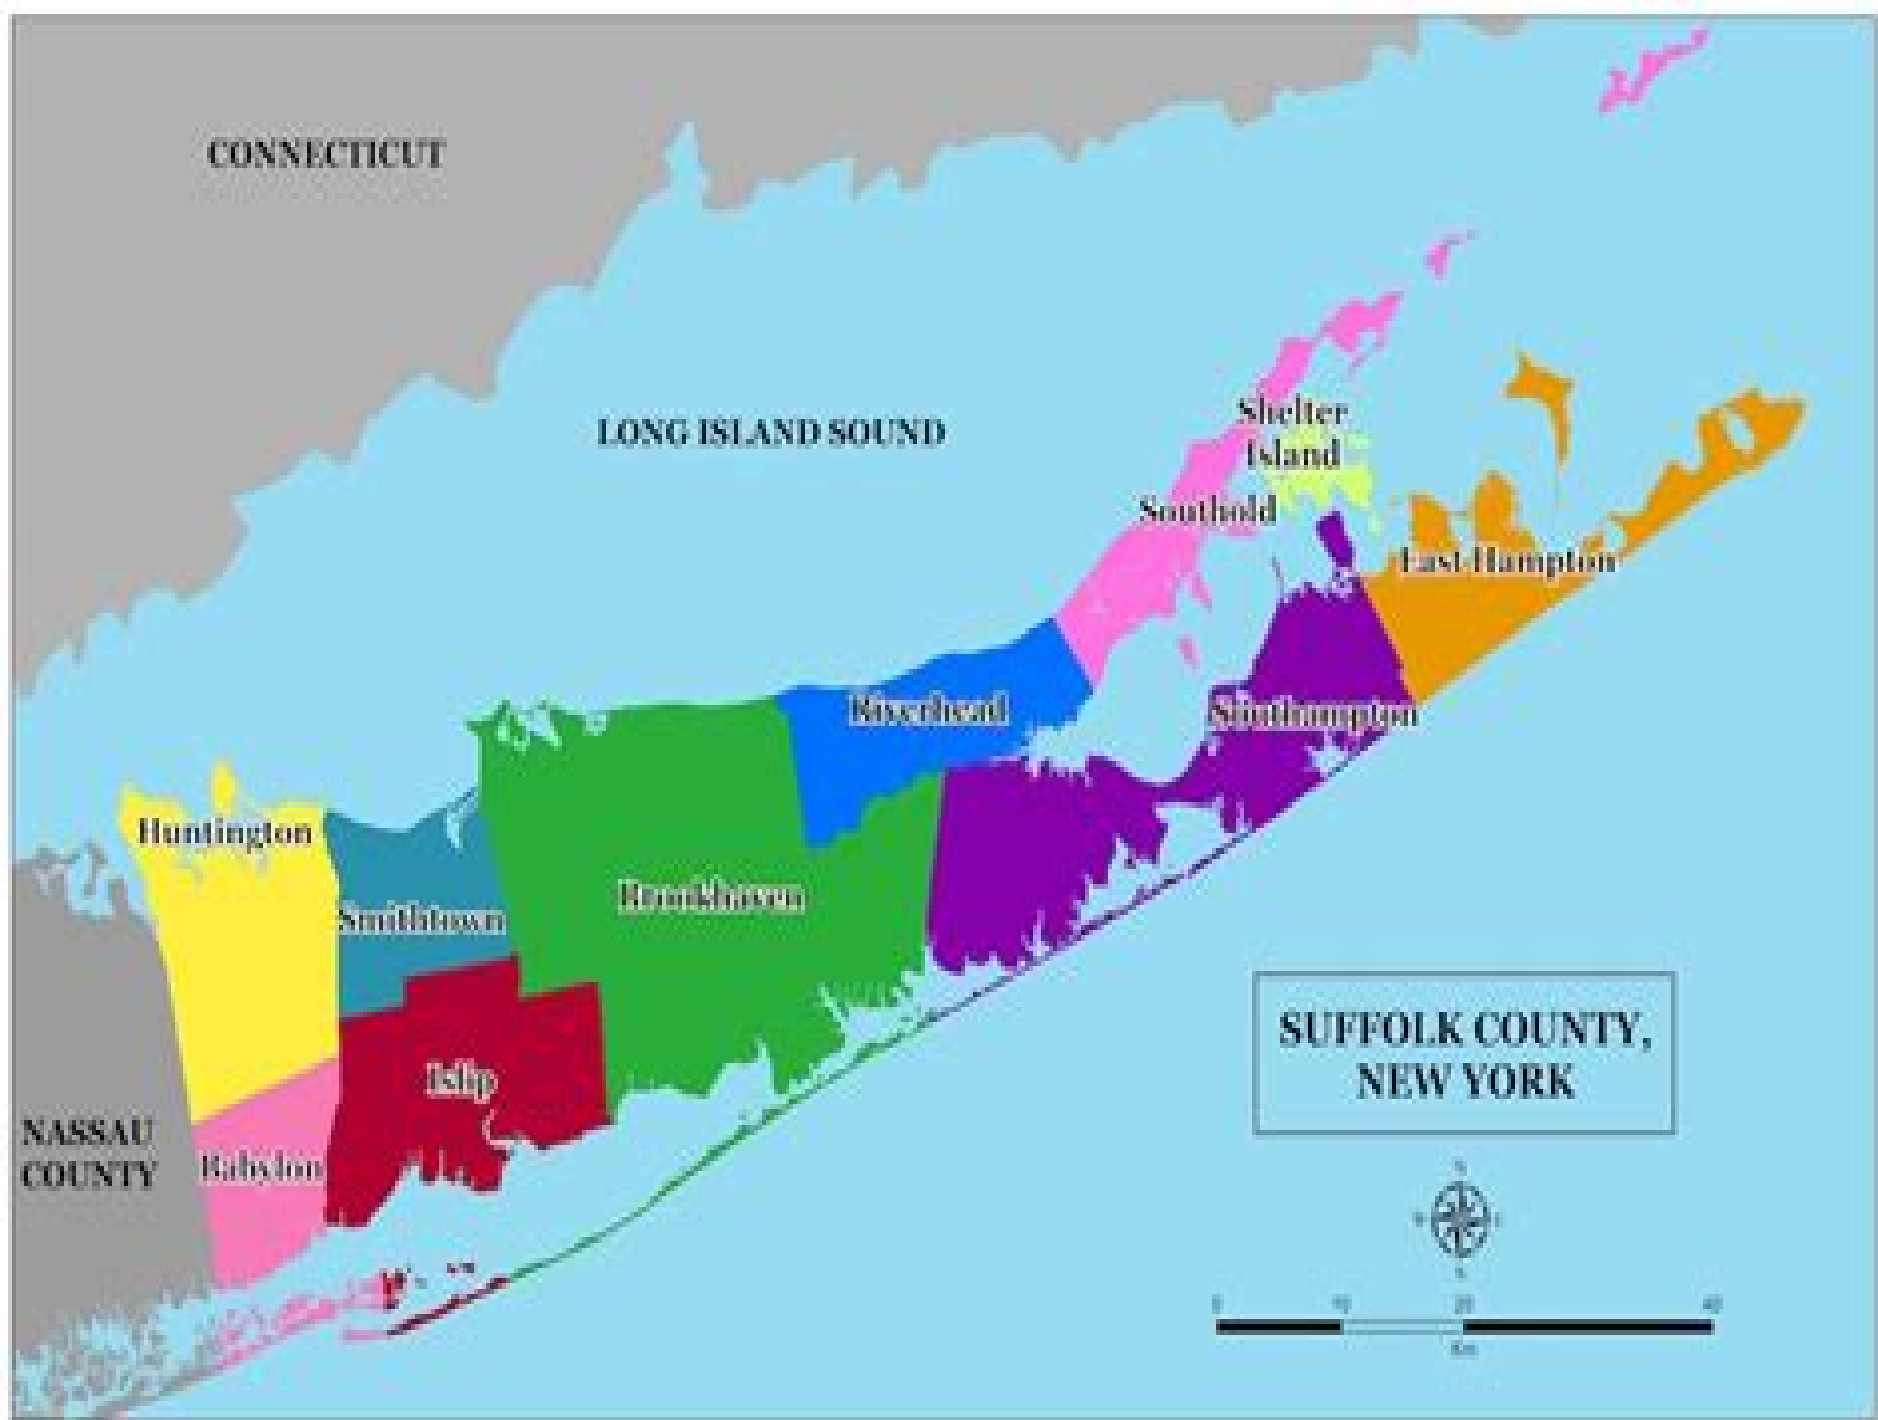 CONNECTICUT
LONG ISLAND SOUND
Shelter
Island
Southold
East Hampton
Riverhead
Southampton
Huntington
Smithtown
Brookhaven
Islip
Babylon
NASSAU
COUNTY
SUFFOLK COUNTY,
NEW YORK
0 10 20 40
Km